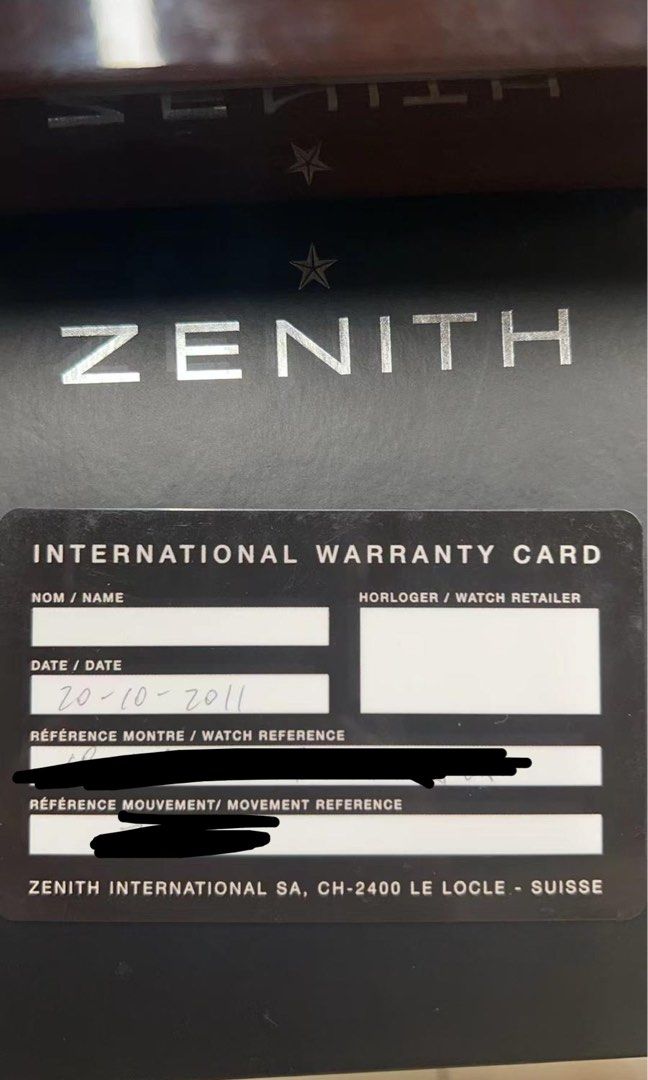 ZENITH
ZENITH
INTERNATIONAL WARRANTY CARD
NOM / NAME
HORLOGER / WATCH RETAILER
DATE / DATE
20-10-2011
RÉFÉRENCE MONTRE / WATCH REFERENCE
RÉFÉRENCE MOUVEMENT/ MOVEMENT REFERENCE
ZENITH INTERNATIONAL SA, CH-2400 LE LOCLE - SUISSE